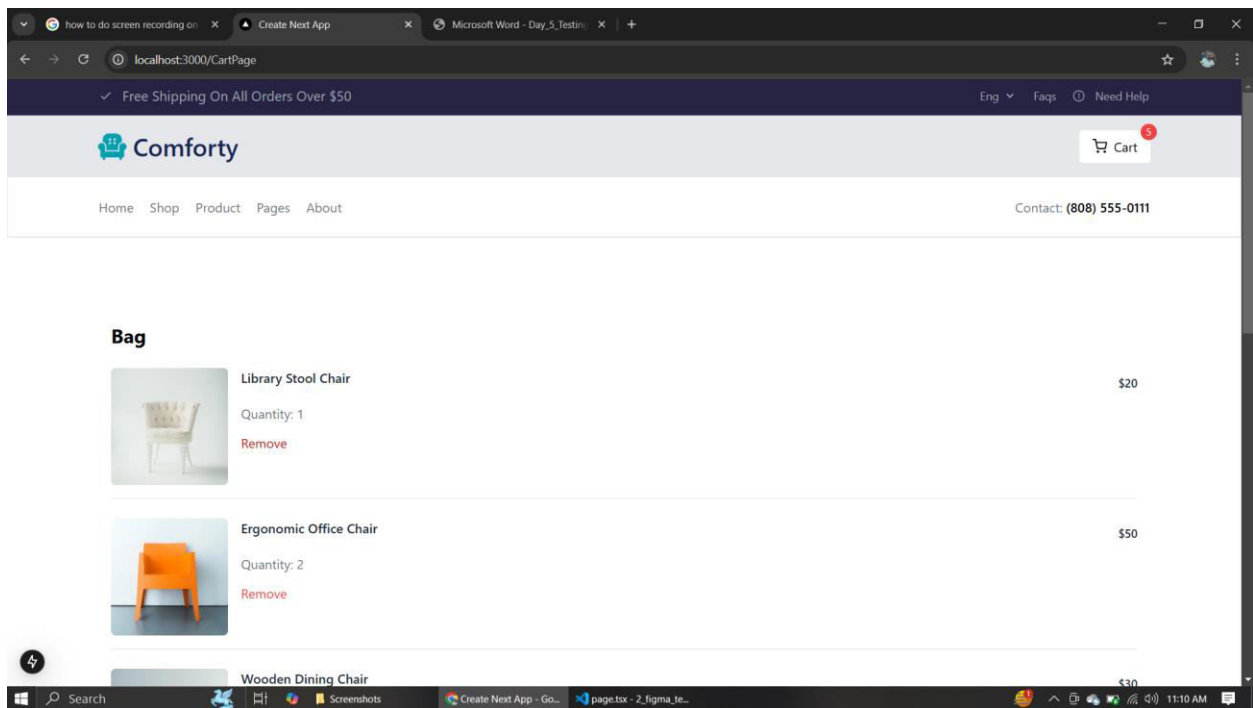 how to do screen recording on
Create Next App
Microsoft Word - Day_5_Testing
localhost:3000/CartPage
Free Shipping On All Orders Over $50
Eng
Faqs
Need Help
Comforty
5
Cart
Home Shop Product Pages About
Contact: (808) 555-0111
Bag
Library Stool Chair
$20
Quantity: 1
Remove
Ergonomic Office Chair
$50
Quantity: 2
Remove
Wooden Dining Chair
$30
Search
Screenshots
Create Next App - Go...
page.tsx - 2_figma_te...
11:10 AM